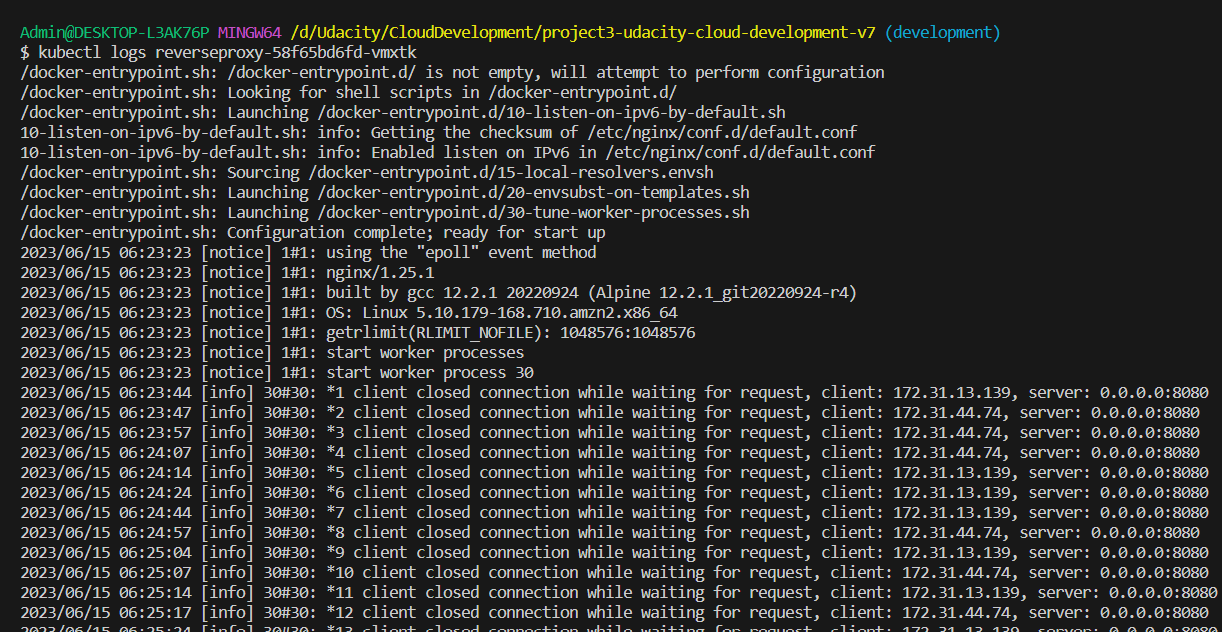 Admin@DESKTOP-L3AK76P MINGW64 /d/Udacity/CloudDevelopment/project3-udacity-cloud-development-v7 (development)
$ kubectl logs reverseproxy-58f65bd6fd-vmxtk
/docker-entrypoint.sh: /docker-entrypoint.d/ is not empty, will attempt to perform configuration
/docker-entrypoint.sh: Looking for shell scripts in /docker-entrypoint.d/
/docker-entrypoint.sh: Launching /docker-entrypoint.d/10-listen-on-ipv6-by-default.sh
10-listen-on-ipv6-by-default.sh: info: Getting the checksum of /etc/nginx/conf.d/default.conf
10-listen-on-ipv6-by-default.sh: info: Enabled listen on IPv6 in /etc/nginx/conf.d/default.conf
/docker-entrypoint.sh: Sourcing /docker-entrypoint.d/15-local-resolvers.envsh
/docker-entrypoint.sh: Launching /docker-entrypoint.d/20-envsubst-on-templates.sh
/docker-entrypoint.sh: Launching /docker-entrypoint.d/30-tune-worker-processes.sh
/docker-entrypoint.sh: Configuration complete; ready for start up
2023/06/15 06:23:23 [notice] 1#1: using the "epoll" event method
2023/06/15 06:23:23 [notice] 1#1: nginx/1.25.1
2023/06/15 06:23:23 [notice] 1#1: built by gcc 12.2.1 20220924 (Alpine 12.2.1_git20220924-r4)
2023/06/15 06:23:23 [notice] 1#1: OS: Linux 5.10.179-168.710.amzn2.x86_64
2023/06/15 06:23:23 [notice] 1#1: getrlimit(RLIMIT_NOFILE): 1048576:1048576
2023/06/15 06:23:23 [notice] 1#1: start worker processes
2023/06/15 06:23:23 [notice] 1#1: start worker process 30
2023/06/15 06:23:44 [info] 30#30: *1 client closed connection while waiting for request, client: 172.31.13.139, server: 0.0.0.0:8080
2023/06/15 06:23:47 [info] 30#30: *2 client closed connection while waiting for request, client: 172.31.44.74, server: 0.0.0.0:8080
2023/06/15 06:23:57 [info] 30#30: *3 client closed connection while waiting for request, client: 172.31.44.74, server: 0.0.0.0:8080
2023/06/15 06:24:07 [info] 30#30: *4 client closed connection while waiting for request, client: 172.31.44.74, server: 0.0.0.0:8080
2023/06/15 06:24:14 [info] 30#30: *5 client closed connection while waiting for request, client: 172.31.13.139, server: 0.0.0.0:8080
2023/06/15 06:24:24 [info] 30#30: *6 client closed connection while waiting for request, client: 172.31.13.139, server: 0.0.0.0:8080
2023/06/15 06:24:44 [info] 30#30: *7 client closed connection while waiting for request, client: 172.31.13.139, server: 0.0.0.0:8080
2023/06/15 06:24:57 [info] 30#30: *8 client closed connection while waiting for request, client: 172.31.44.74, server: 0.0.0.0:8080
2023/06/15 06:25:04 [info] 30#30: *9 client closed connection while waiting for request, client: 172.31.13.139, server: 0.0.0.0:8080
2023/06/15 06:25:07 [info] 30#30: *10 client closed connection while waiting for request, client: 172.31.44.74, server: 0.0.0.0:8080
2023/06/15 06:25:14 [info] 30#30: *11 client closed connection while waiting for request, client: 172.31.13.139, server: 0.0.0.0:8080
2023/06/15 06:25:17 [info] 30#30: *12 client closed connection while waiting for request, client: 172.31.44.74, server: 0.0.0.0:8080